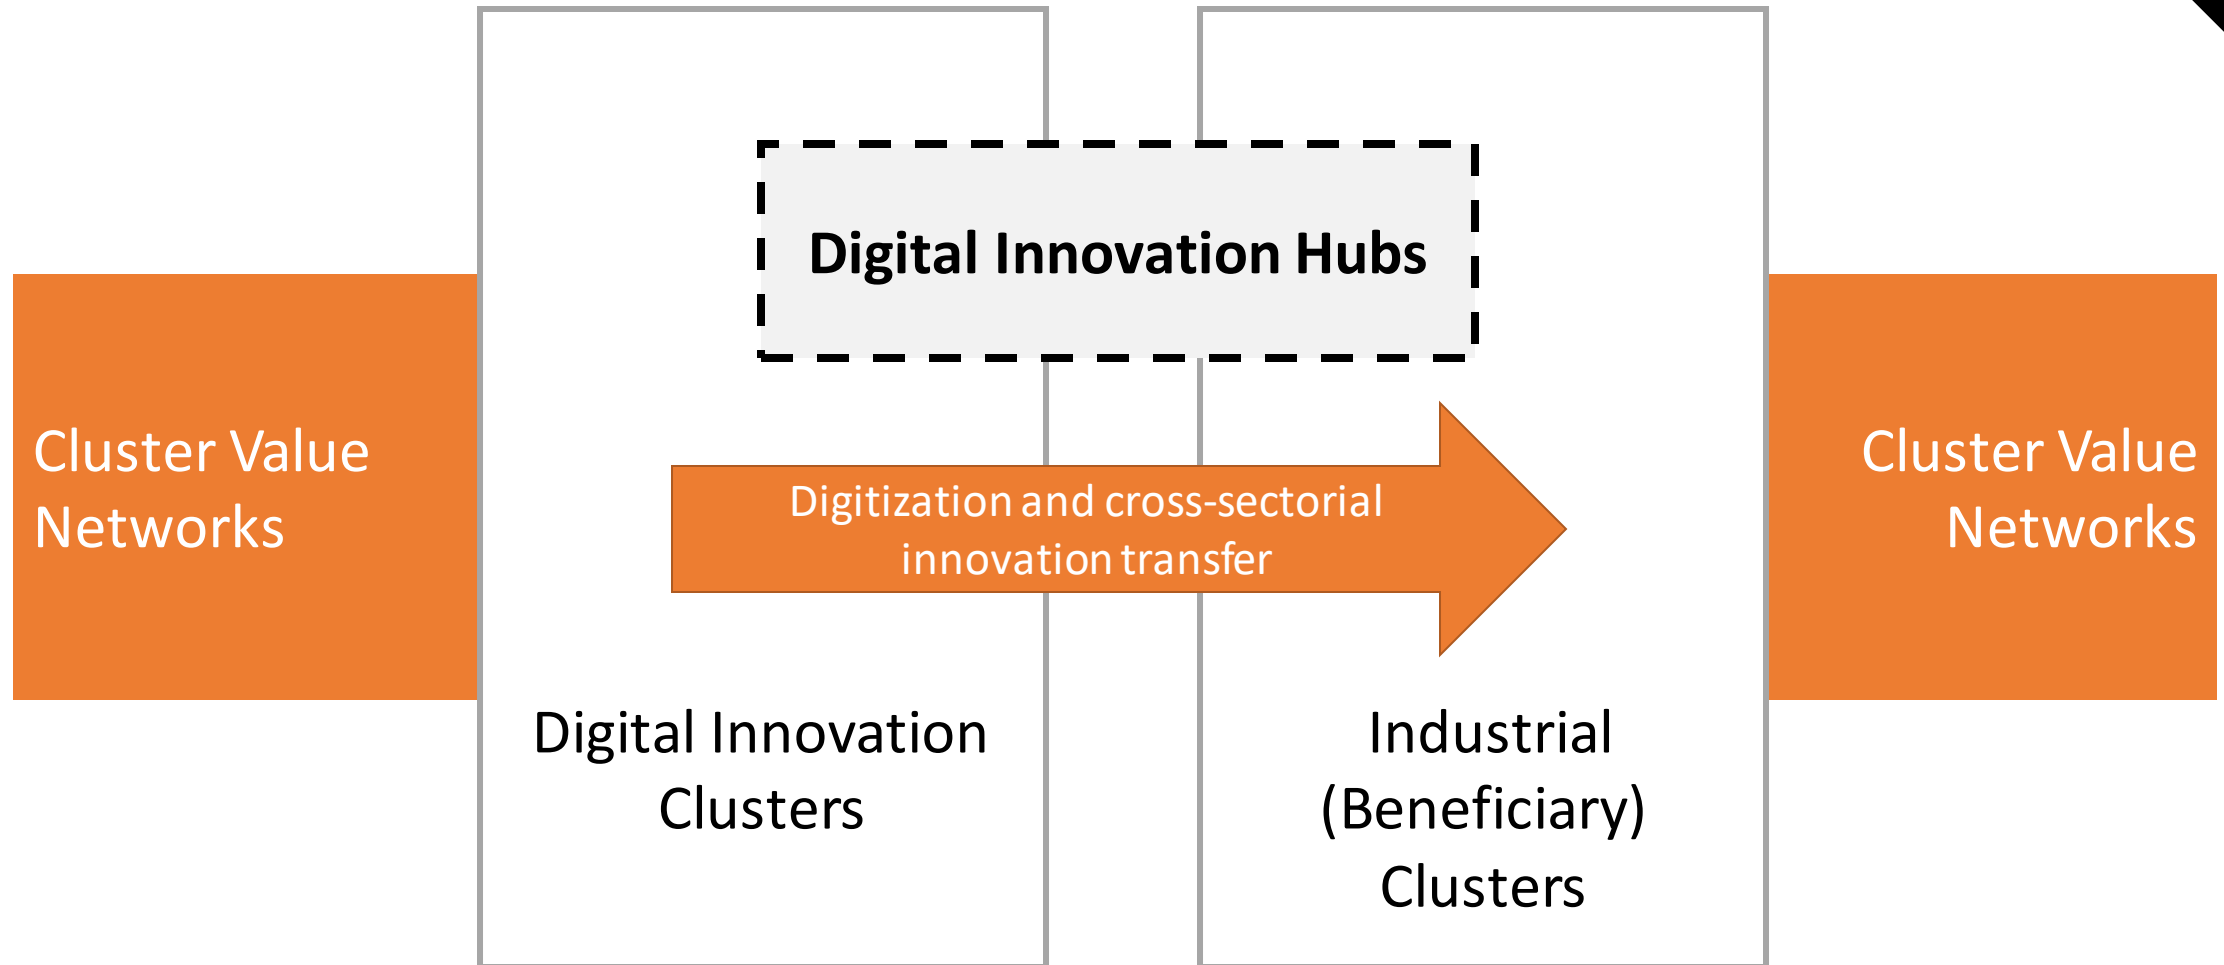 Digital Innovation Hubs
Cluster Value
Networks
Digitization and cross-sectorial
innovation transfer
Cluster Value
Networks
Digital Innovation
Clusters
Industrial
(Beneficiary)
Clusters